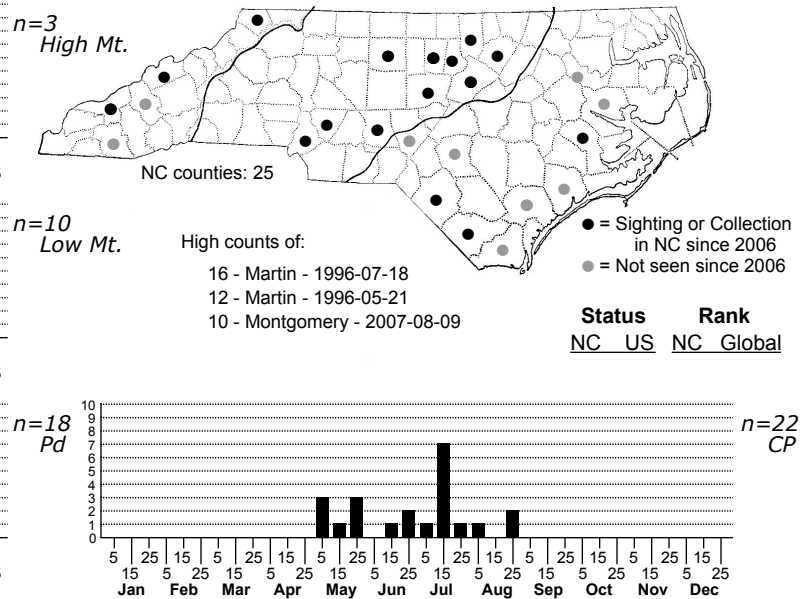 n=3
High Mt.
NC counties: 25
n=10
Low Mt.
High counts of:
16 - Martin - 1996-07-18
12 - Martin - 1996-05-21
10 - Montgomery - 2007-08-09
= Sighting or Collection
in NC since 2006
= Not seen since 2006
Status Rank
NC US NC Global
n=18
Pd
n=22
CP
10
9
8
7
6
5
4
3
2
1
0
5 25 15 5 25 15 5 25 15 5 25 15 5 25 15 5 25 15
15 5 25 15 5 25 15 5 25 15 5 25 15 5 25 15 5 25
Jan Feb Mar Apr May Jun Jul Aug Sep Oct Nov Dec